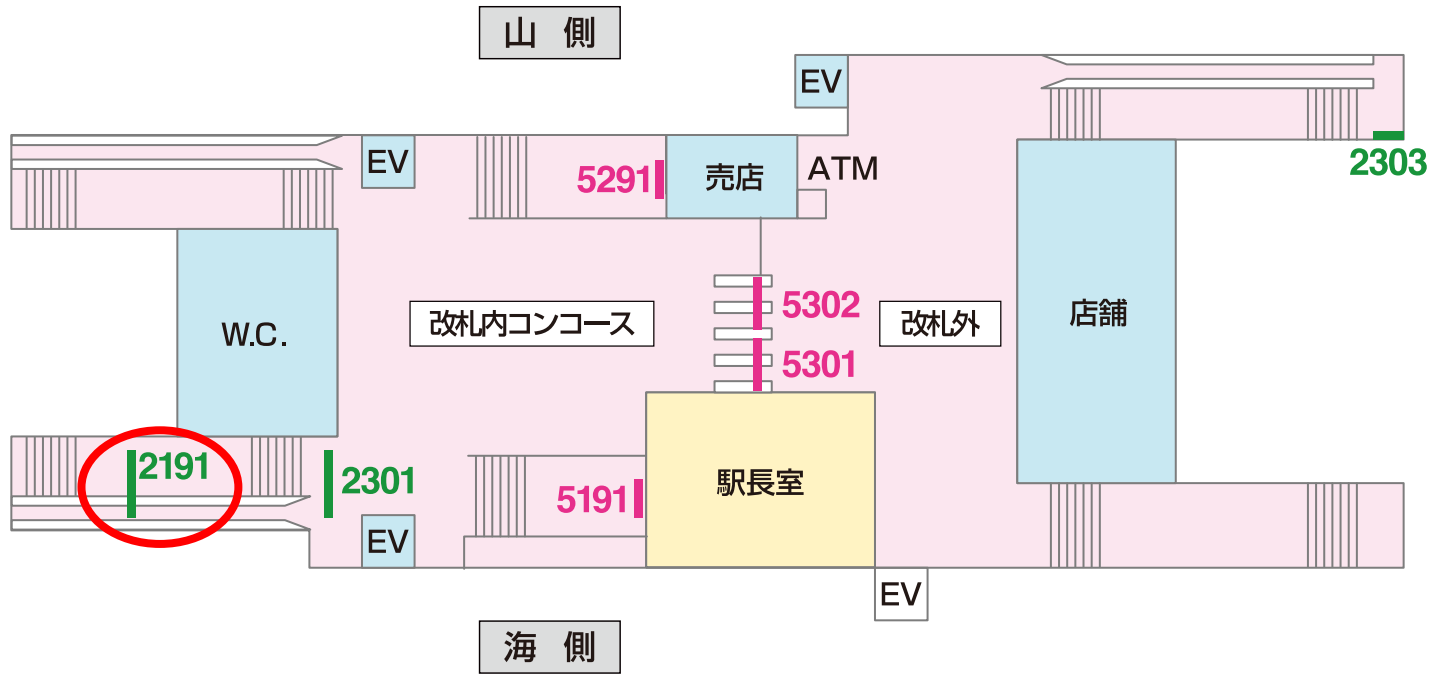 山 側
EV
EV
2303
5291
売店
ATM
W.C.
改札内コンコース
5302
改札外
店舗
5301
2191
2301
5191
駅長室
EV
EV
海 側